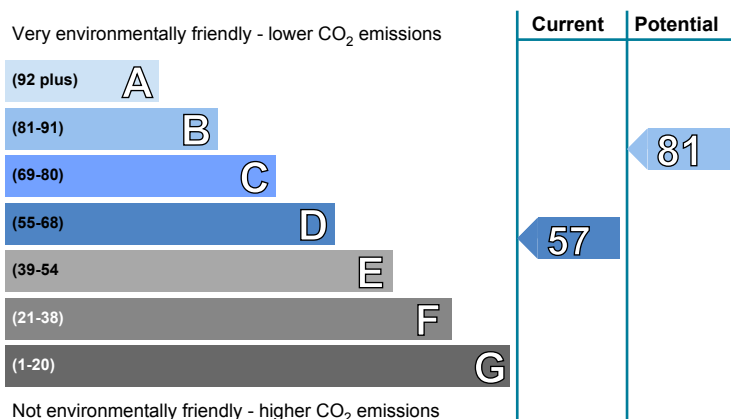 Current Potential
Very environmentally friendly - lower CO₂ emissions
(92 plus) A
(81-91) B
81
(69-80) C
(55-68) D
57
(39-54 E
(21-38) F
(1-20) G
Not environmentally friendly - higher CO₂ emissions